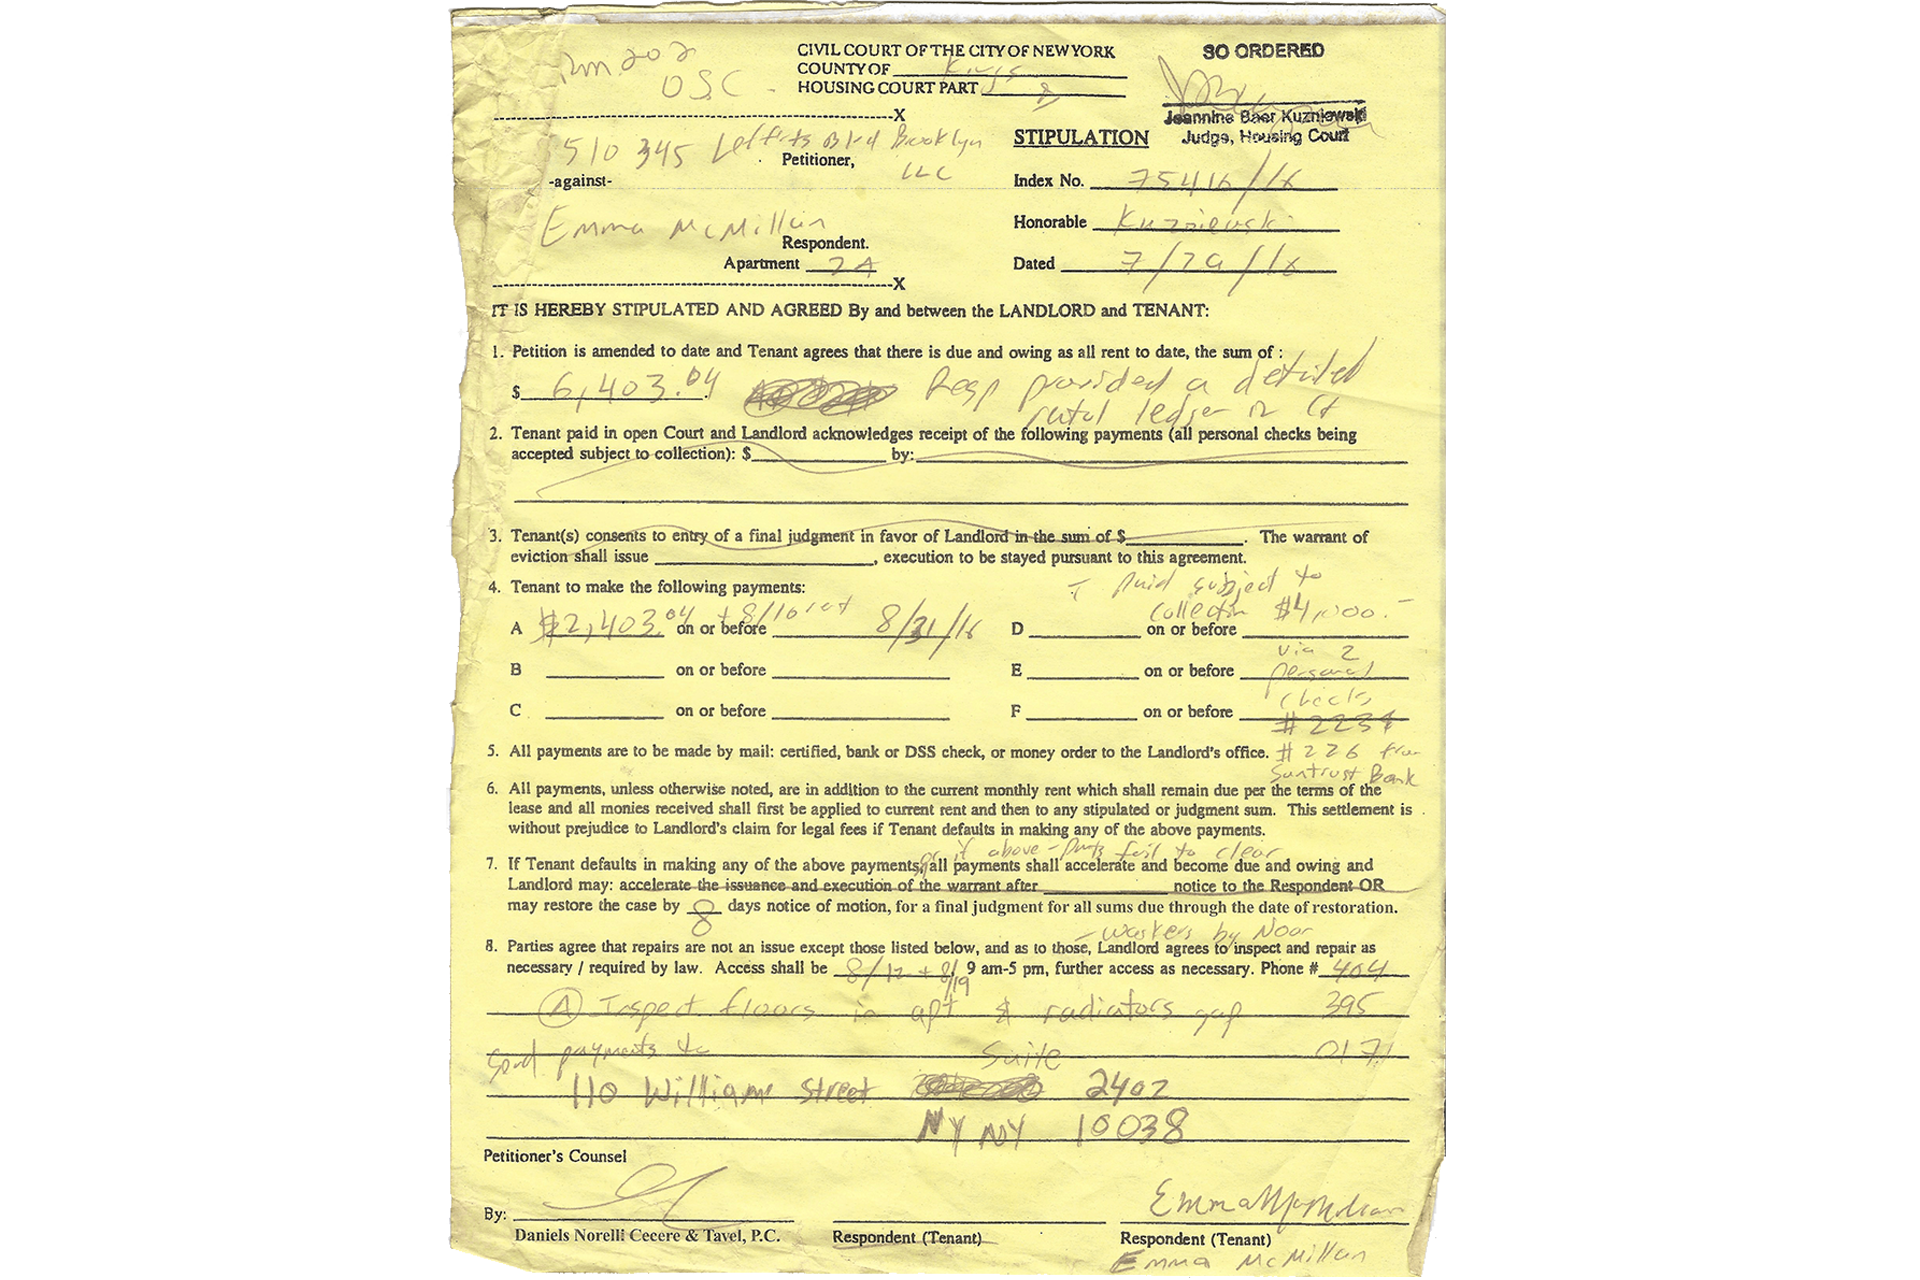 Rm 202
OSC
CIVIL COURT OF THE CITY OF NEW YORK
COUNTY OF Kings
HOUSING COURT PART
SO ORDERED
Jeannine Baer Kuzniewski
Judge, Housing Court
X
510 345 Lefferts Blvd Brooklyn
LLC
Petitioner,
-against-
Emma McMillan
Respondent.
Apartment 2A
X
STIPULATION
Index No. 75416/16
Honorable Kuzniewski
Dated 7/29/16
IT IS HEREBY STIPULATED AND AGREED By and between the LANDLORD and TENANT:
1. Petition is amended to date and Tenant agrees that there is due and owing as all rent to date, the sum of :
$ 6,403.04 Resp provided a detailed
rental ledger in Ct
2. Tenant paid in open Court and Landlord acknowledges receipt of the following payments (all personal checks being
accepted subject to collection): $ by:
3. Tenant(s) consents to entry of a final judgment in favor of Landlord in the sum of $ . The warrant of
eviction shall issue , execution to be stayed pursuant to this agreement.
4. Tenant to make the following payments:
A $2,403.04 + 8/16 rent on or before 8/31/16
B on or before
C on or before
D on or before
E on or before
F on or before
paid subject to
collection $4,000.-
via 2
personal
checks
#
#226 from
Suntrust Bank
5. All payments are to be made by mail: certified, bank or DSS check, or money order to the Landlord's office.
6. All payments, unless otherwise noted, are in addition to the current monthly rent which shall remain due per the terms of the
lease and all monies received shall first be applied to current rent and then to any stipulated or judgment sum. This settlement is
without prejudice to Landlord's claim for legal fees if Tenant defaults in making any of the above payments.
or if above-pmts fail to clear
7. If Tenant defaults in making any of the above payments, all payments shall accelerate and become due and owing and
Landlord may: accelerate the issuance and execution of the warrant after notice to the Respondent OR
may restore the case by 8 days notice of motion, for a final judgment for all sums due through the date of restoration.
- workers by Noon
8. Parties agree that repairs are not an issue except those listed below, and as to those, Landlord agrees to inspect and repair as
necessary / required by law. Access shall be 8/12 + 8/19 9 am-5 pm, further access as necessary. Phone # 404
A Inspect floors in apt & radiators gap 395
Send payments to Suite 0171
110 William Street 2402
NY NY 10038
Petitioner's Counsel
By:
Daniels Norelli Cecere & Tavel, P.C.
Respondent (Tenant)
Emma McMillan
Respondent (Tenant)
Emma McMillan